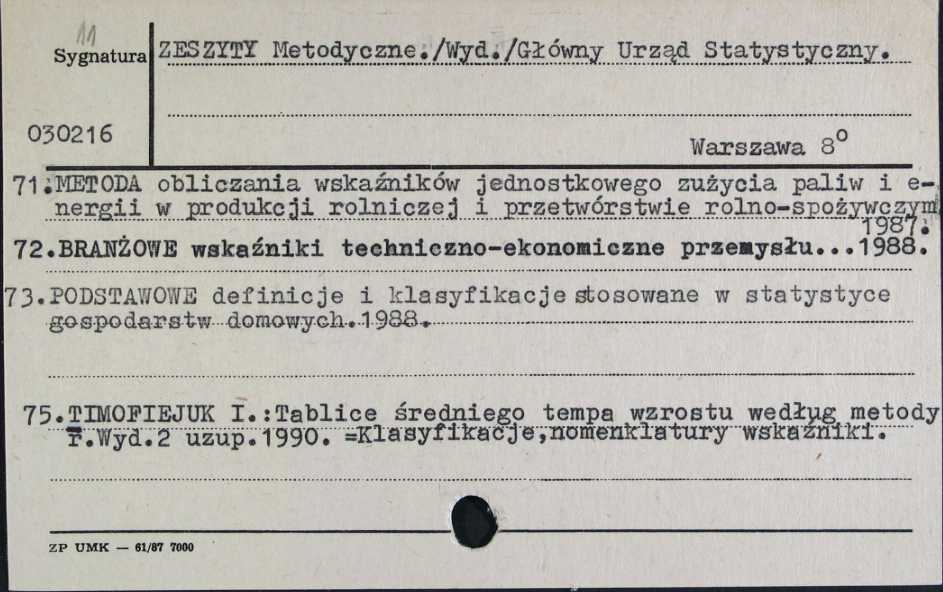 11
Sygnatura
ZESZYTY Metodyczne./Wyd./Główny Urząd Statystyczny.
030216
Warszawa 8o
71.METODA obliczania wskaźników jednostkowego zużycia paliw i e-
nergii w produkcji rolniczej i przetwórstwie rolno-spożywczym
1987.
72.BRANŻOWE wskaźniki techniczno-ekonomiczne przemysłu...1988.
73.PODSTAWOWE definicje i klasyfikacje stosowane w statystyce
gospodarstw domowych.1988.
75.TIMOFIEJUK I.:Tablice średniego tempa wzrostu według metody
r.Wyd.2 uzup.1990. =Klasyfikacje,nomenklatury wskaźniki.
ZP UMK — 61/87 7000